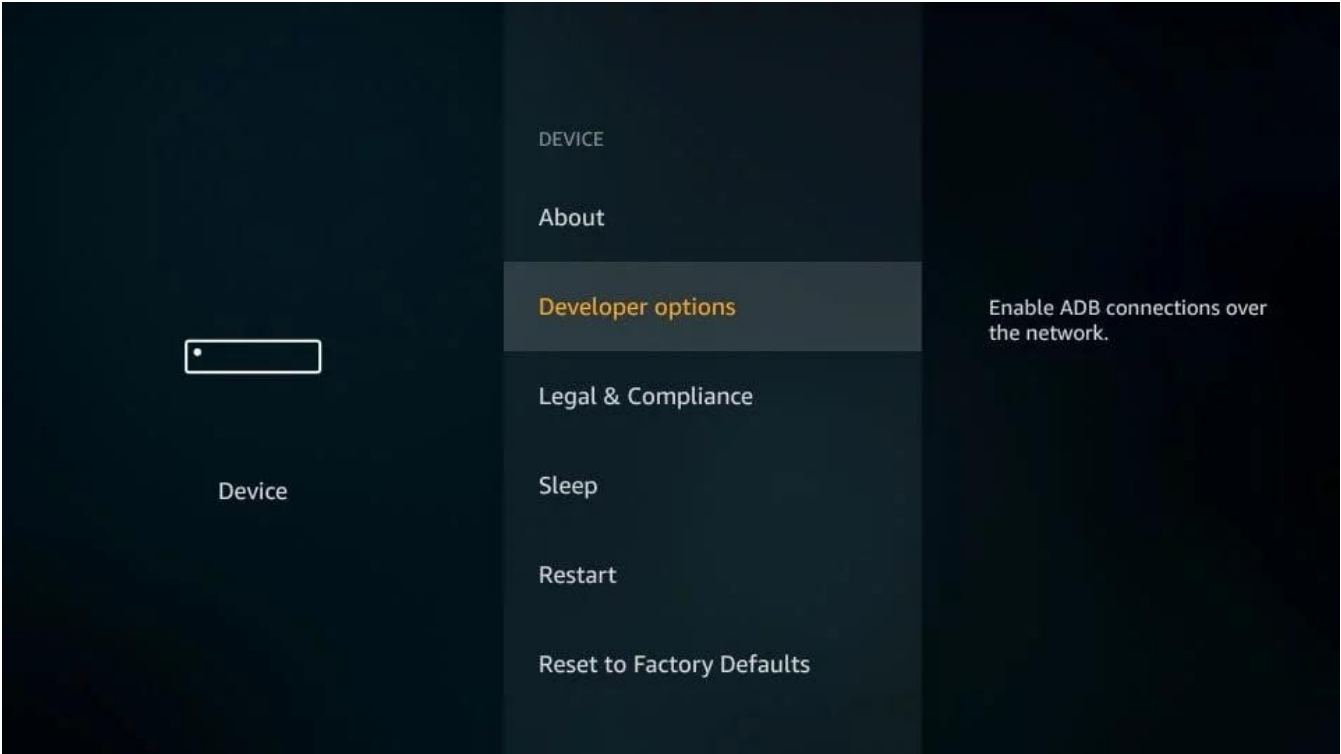 DEVICE
About
Developer options
Enable ADB connections over
the network.
Legal & Compliance
Device
Sleep
Restart
Reset to Factory Defaults